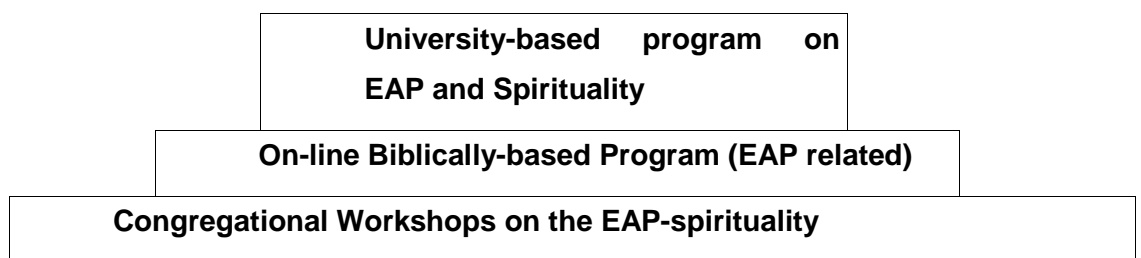 University-based program on
EAP and Spirituality
On-line Biblically-based Program (EAP related)
Congregational Workshops on the EAP-spirituality